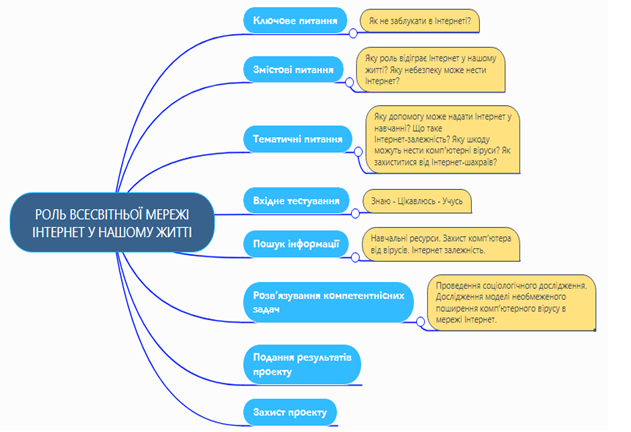 Ключове питання
Як не заблукати в Інтернеті?
Змістові питання
Яку роль відіграє Інтернет у нашому
житті? Яку небезпеку може нести
Інтернет?
Тематичні питання
Яку допомогу може надати Інтернет у
навчанні? Що таке
Інтернет-залежність? Яку шкоду
можуть нести комп'ютерні віруси? Як
захиститися від Інтернет-шахраїв?
РОЛЬ ВСЕСВІТНЬОЇ МЕРЕЖІ
ІНТЕРНЕТ У НАШОМУ ЖИТТІ
Вхідне тестування
Знаю - Цікавлюсь - Учусь
Пошук інформації
Навчальні ресурси. Захист комп'ютера
від вірусів. Інтернет залежність.
Розв'язування компетентнісних
задач
Проведення соціологічного дослідження.
Дослідження моделі необмеженого
поширення комп'ютерного вірусу в
мережі Інтернет.
Подання результатів
проекту
Захист проекту